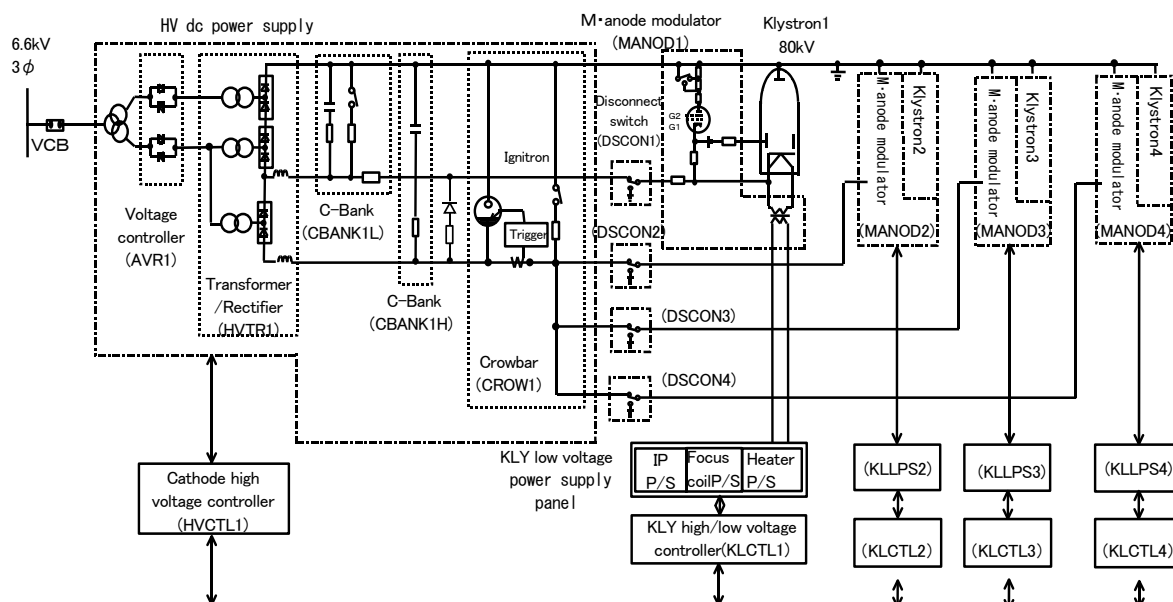 HV dc power supply
M・anode modulator
(MANOD1)
Klystron1
80kV
6.6kV
3φ
VCB
Voltage
controller
(AVR1)
Transformer
/Rectifier
(HVTR1)
C-Bank
(CBANK1L)
C-Bank
(CBANK1H)
Ignitron
Trigger
Crowbar
(CROW1)
Disconnect
switch
(DSCON1)
(DSCON2)
(DSCON3)
(DSCON4)
G2
G1
M・anode modulator
Klystron2
(MANOD2)
M・anode modulator
Klystron3
(MANOD3)
M・anode modulator
Klystron4
(MANOD4)
Cathode high
voltage controller
(HVCTL1)
KLY low voltage
power supply
panel
IP
P/S
Focus
coilP/S
Heater
P/S
KLY high/low voltage
controller(KLCTL1)
(KLLPS2)
(KLLPS3)
(KLLPS4)
(KLCTL2)
(KLCTL3)
(KLCTL4)